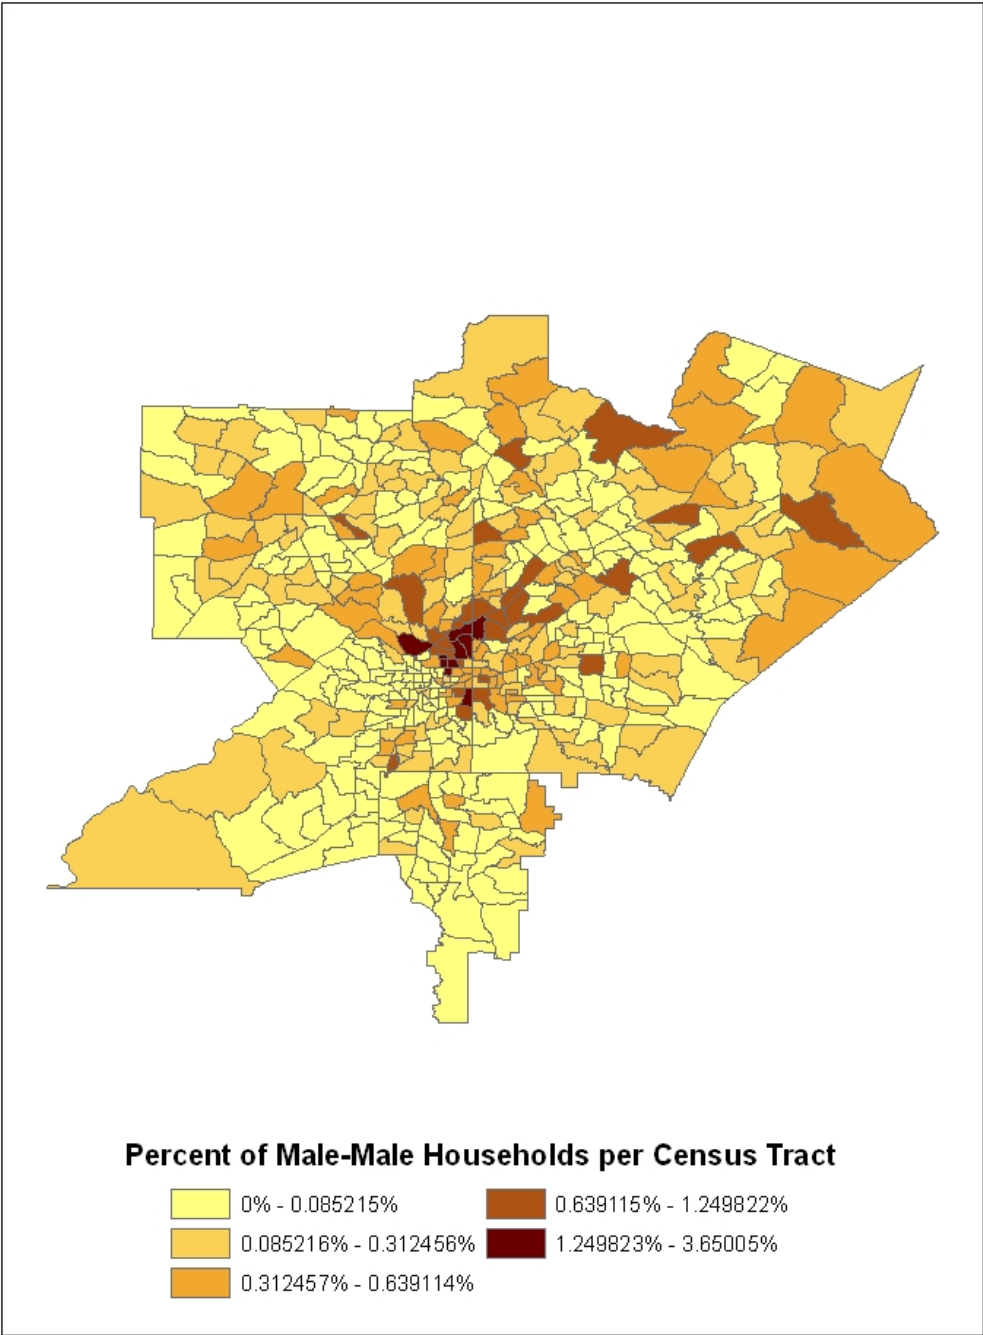 Percent of Male-Male Households per Census Tract
0% - 0.085215%
0.639115% - 1.249822%
0.085216% - 0.312456%
1.249823% - 3.65005%
0.312457% - 0.639114%